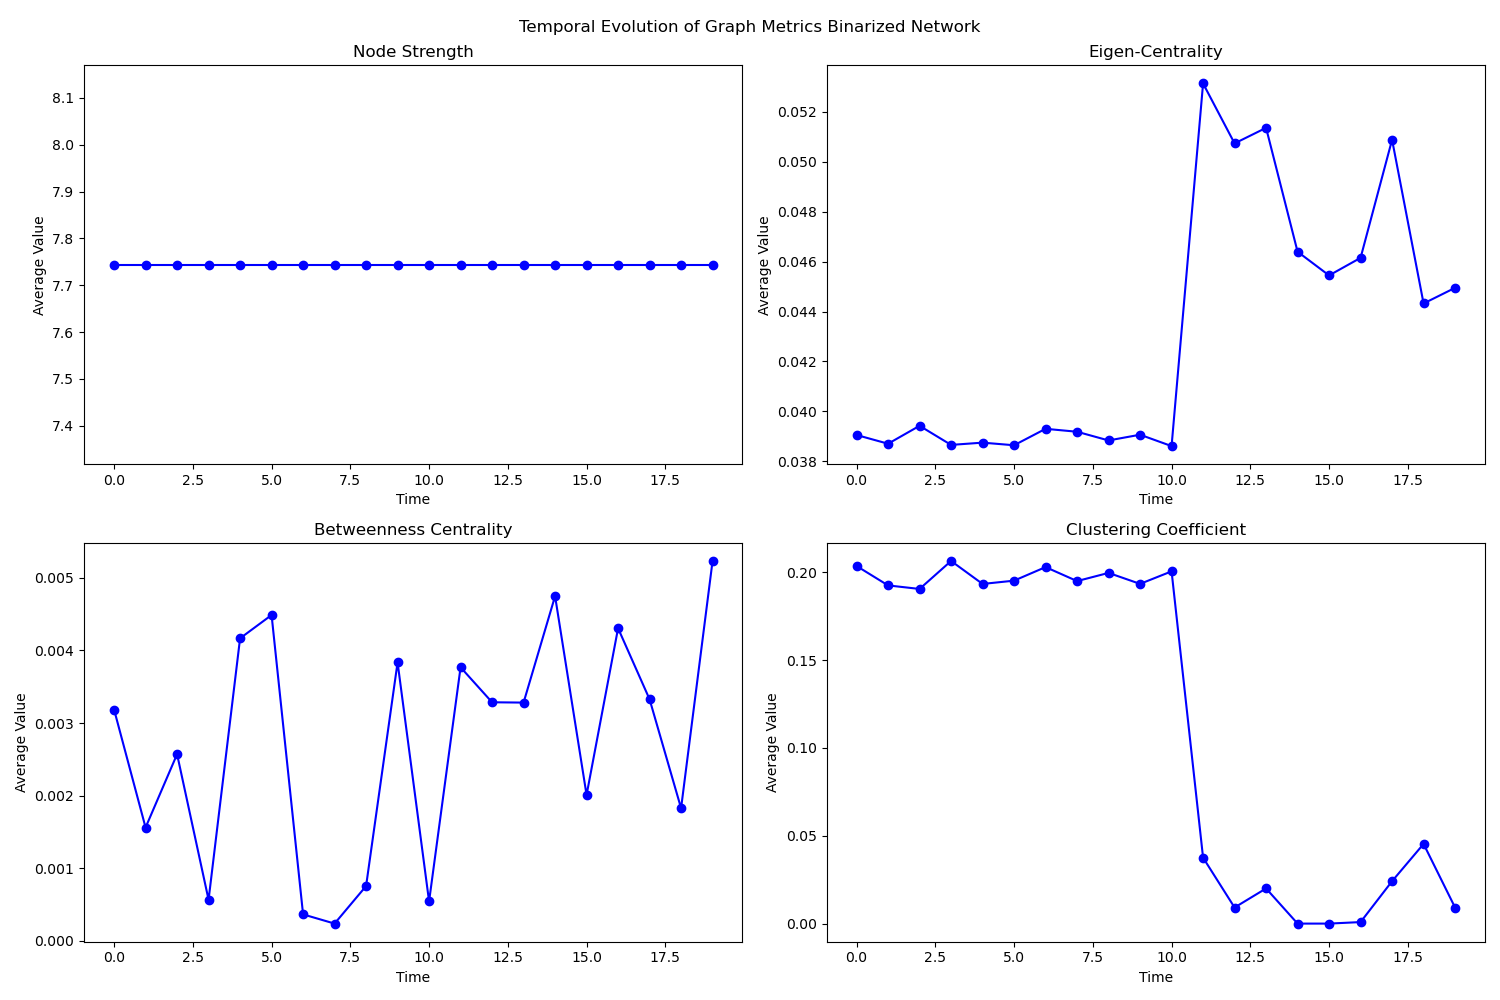 Temporal Evolution of Graph Metrics Binarized Network
Node Strength
8.1
8.0
7.9
7.8
7.7
7.6
7.5
7.4
Average Value
0.0 2.5 5.0 7.5 10.0 12.5 15.0 17.5
Time
Eigen-Centrality
0.052
0.050
0.048
0.046
0.044
0.042
0.040
0.038
Average Value
0.0 2.5 5.0 7.5 10.0 12.5 15.0 17.5
Time
Betweenness Centrality
0.005
0.004
0.003
0.002
0.001
0.000
Average Value
0.0 2.5 5.0 7.5 10.0 12.5 15.0 17.5
Time
Clustering Coefficient
0.20
0.15
0.10
0.05
0.00
Average Value
0.0 2.5 5.0 7.5 10.0 12.5 15.0 17.5
Time